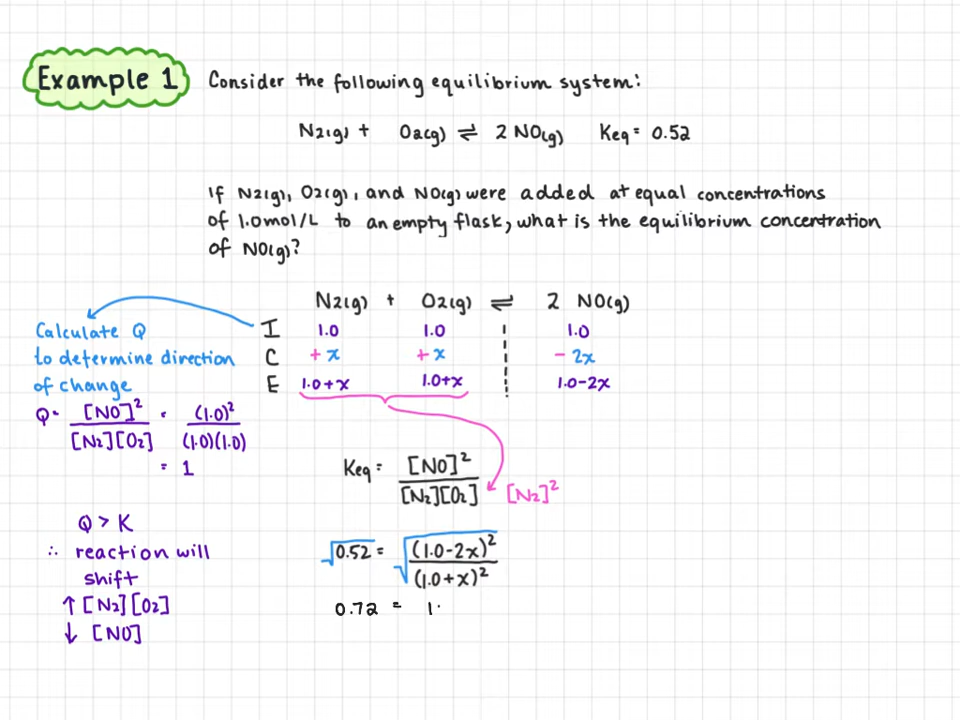 Example 1 Consider the following equilibrium system:
N2(g) + O2(g) ⇌ 2 NO(g) Keq = 0.52
If N2(g), O2(g), and NO(g) were added at equal concentrations
of 1.0mol/L to an empty flask, what is the equilibrium concentration
of NO(g)?
N2(g) + O2(g) ⇌ 2 NO(g)
I 1.0 1.0 1.0
C + x + x - 2x
E 1.0+x 1.0+x 1.0-2x
Calculate Q
to determine direction
of change
Q = [NO]² / [N2][O2] = (1.0)² / (1.0)(1.0)
= 1
Q > K
∴ reaction will
shift
↑ [N2][O2]
↓ [NO]
Keq = [NO]² / [N2][O2] [N2]²
√0.52 = √(1.0-2x)² / (1.0+x)²
0.72 = 1.